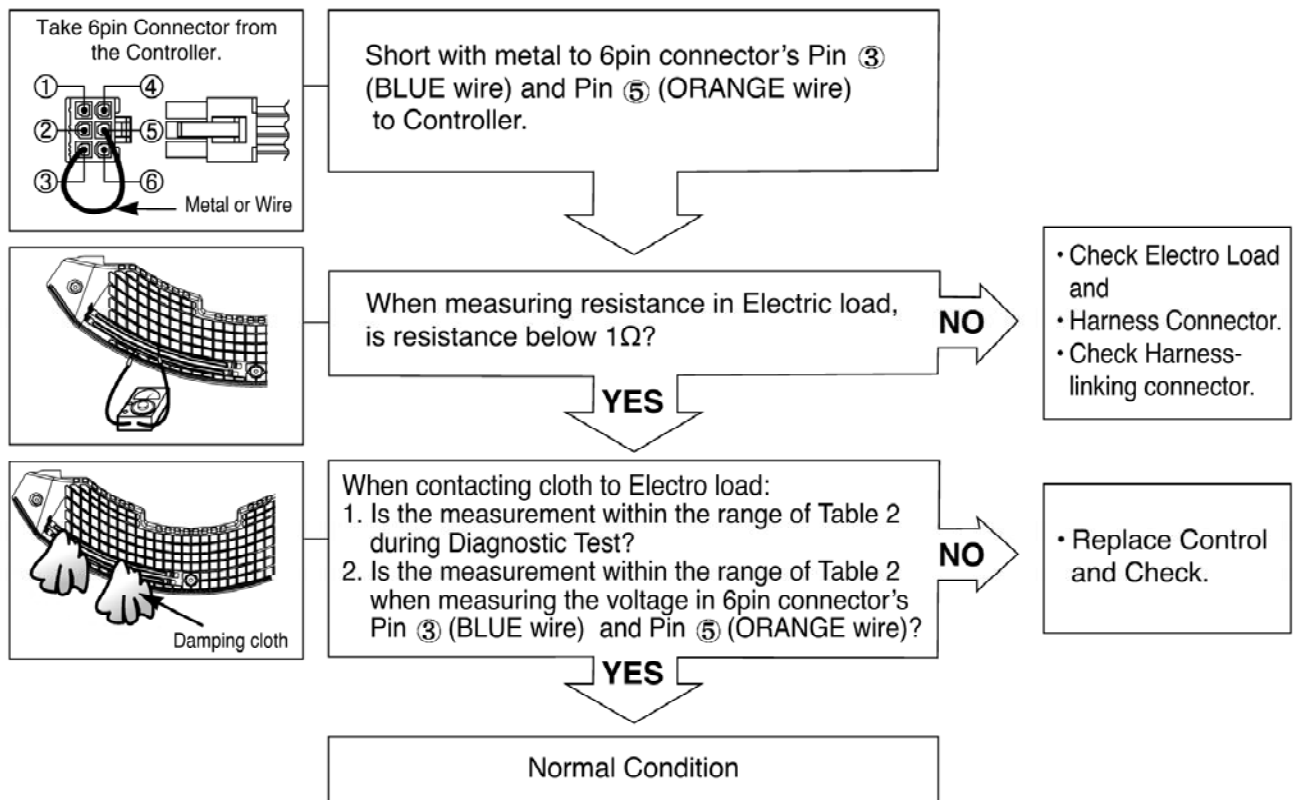 Take 6pin Connector from
the Controller.
① ④
② ⑤
③ ⑥
Metal or Wire
Short with metal to 6pin connector's Pin ③
(BLUE wire) and Pin ⑤ (ORANGE wire)
to Controller.
When measuring resistance in Electric load,
is resistance below 1Ω?
NO
• Check Electro Load
and
• Harness Connector.
• Check Harness-
linking connector.
YES
Damping cloth
When contacting cloth to Electro load:
1. Is the measurement within the range of Table 2
during Diagnostic Test?
2. Is the measurement within the range of Table 2
when measuring the voltage in 6pin connector's
Pin ③ (BLUE wire) and Pin ⑤ (ORANGE wire)?
NO
• Replace Control
and Check.
YES
Normal Condition